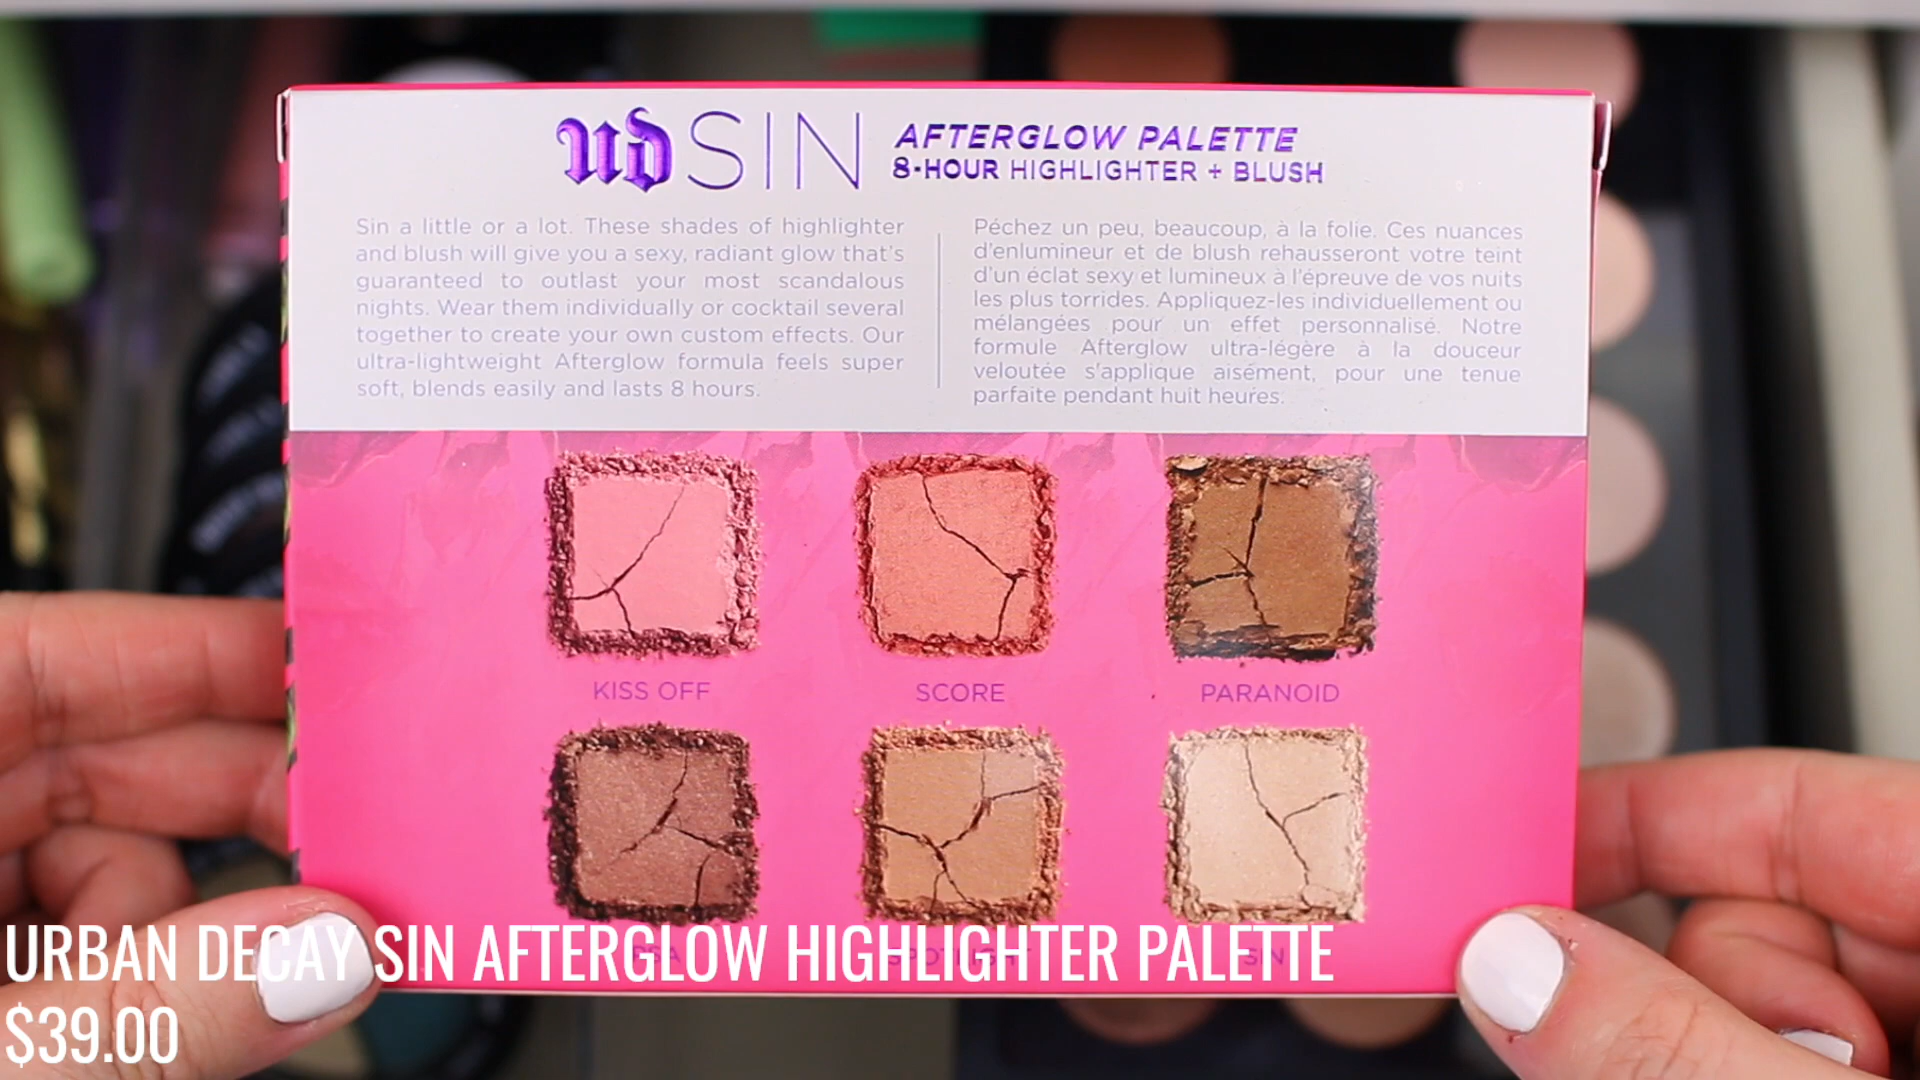 UD SIN AFTERGLOW PALETTE
8-HOUR HIGHLIGHTER + BLUSH
Sin a little or a lot. These shades of highlighter
and blush will give you a sexy, radiant glow that's
guaranteed to outlast your most scandalous
nights. Wear them individually or cocktail several
together to create your own custom effects. Our
ultra-lightweight Afterglow formula feels super
soft, blends easily and lasts 8 hours.
Péchez un peu, beaucoup, à la folie. Ces nuances
d'enlumineur et de blush rehausseront votre teint
d'un éclat sexy et lumineux à l'épreuve de vos nuits
les plus torrides. Appliquez-les individuellement ou
mélangées pour un effet personnalisé. Notre
formule Afterglow ultra-légère à la douceur
veloutée s'applique aisément, pour une tenue
parfaite pendant huit heures.
KISS OFF
SCORE
PARANOID
SPOTLIGHT
SIN
URBAN DECAY SIN AFTERGLOW HIGHLIGHTER PALETTE
$39.00